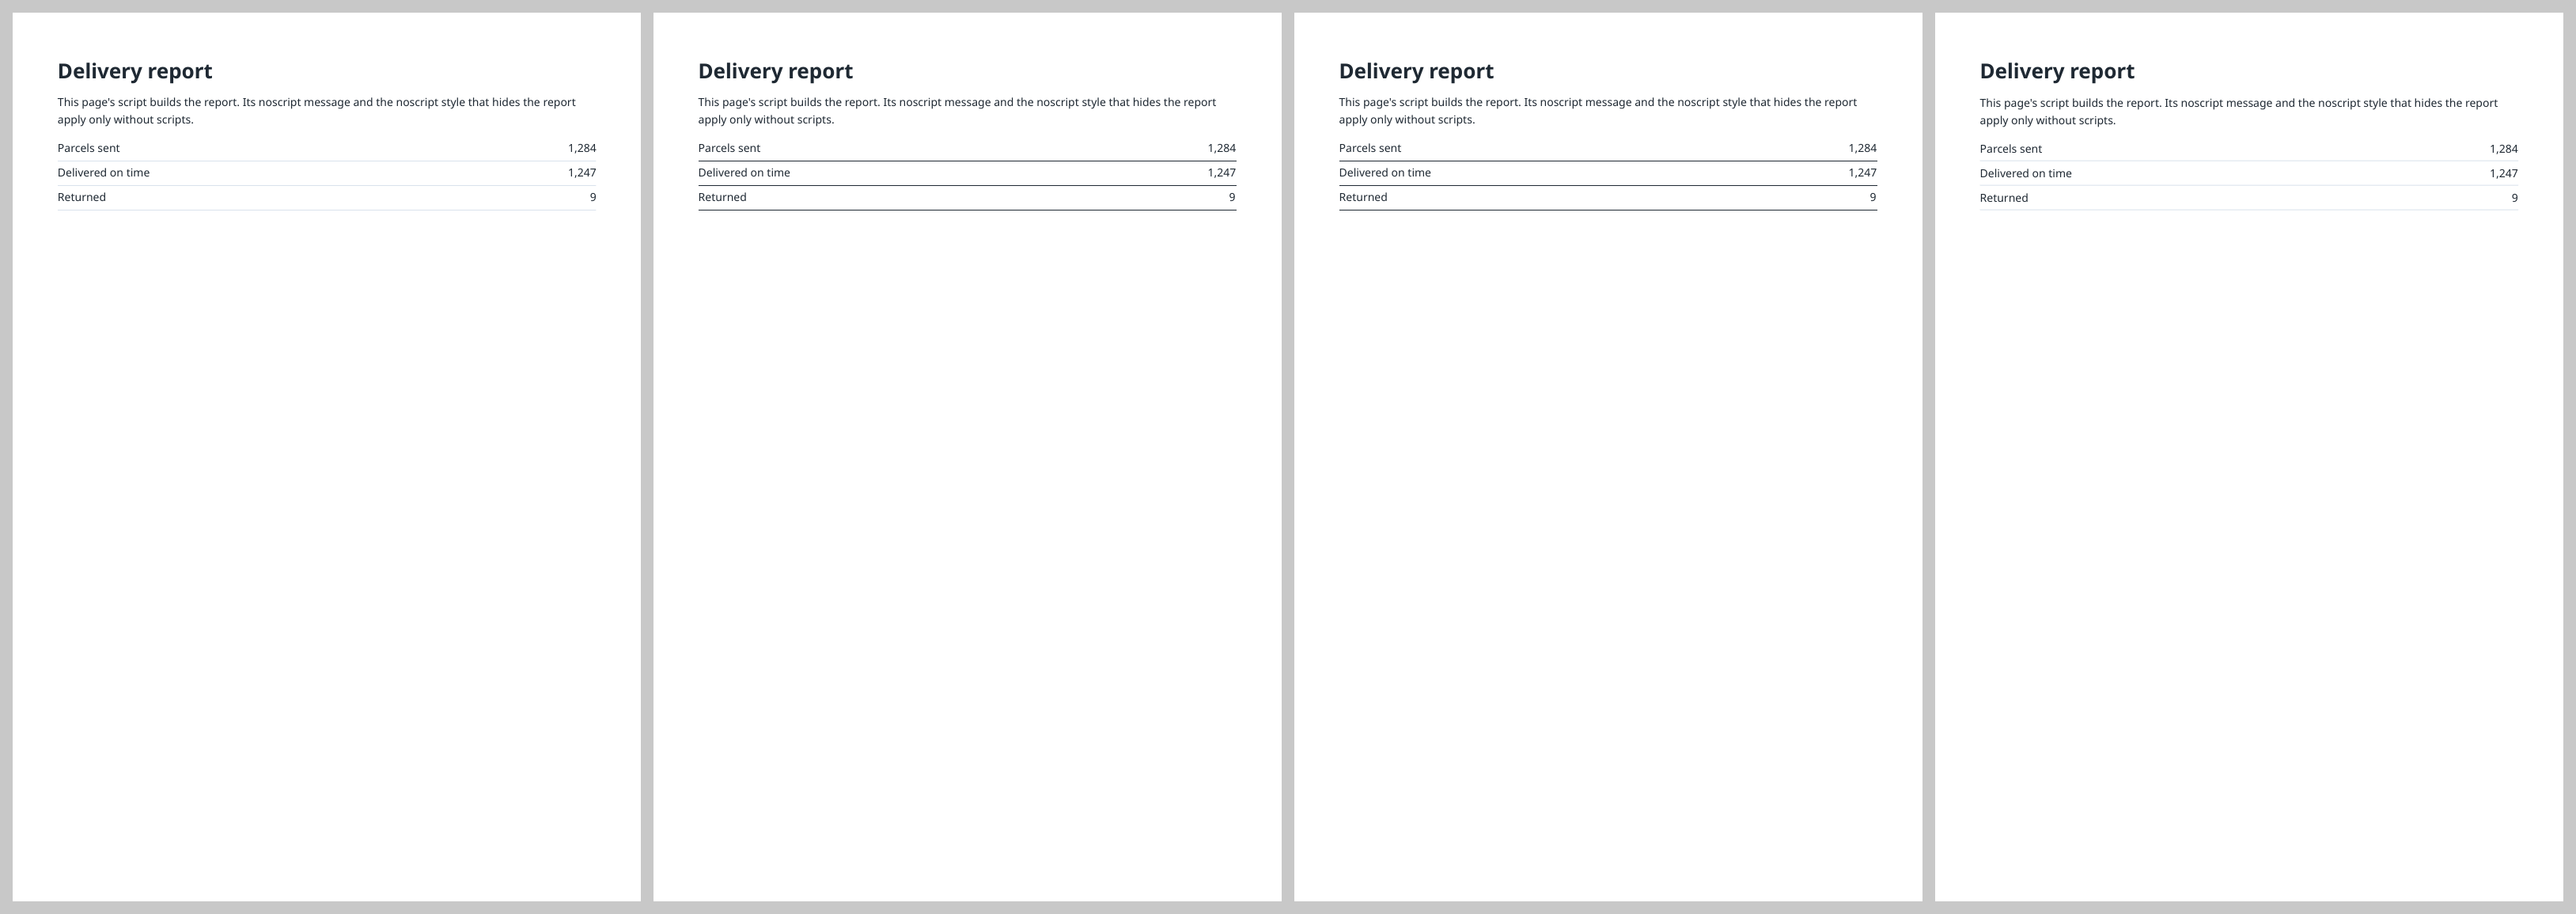 Delivery report
This page's script builds the report. Its noscript message and the noscript style that hides the report
apply only without scripts.
Parcels sent 1,284
Delivered on time 1,247
Returned 9
Delivery report
This page's script builds the report. Its noscript message and the noscript style that hides the report
apply only without scripts.
Parcels sent 1,284
Delivered on time 1,247
Returned 9
Delivery report
This page's script builds the report. Its noscript message and the noscript style that hides the report
apply only without scripts.
Parcels sent 1,284
Delivered on time 1,247
Returned 9
Delivery report
This page's script builds the report. Its noscript message and the noscript style that hides the report
apply only without scripts.
Parcels sent 1,284
Delivered on time 1,247
Returned 9